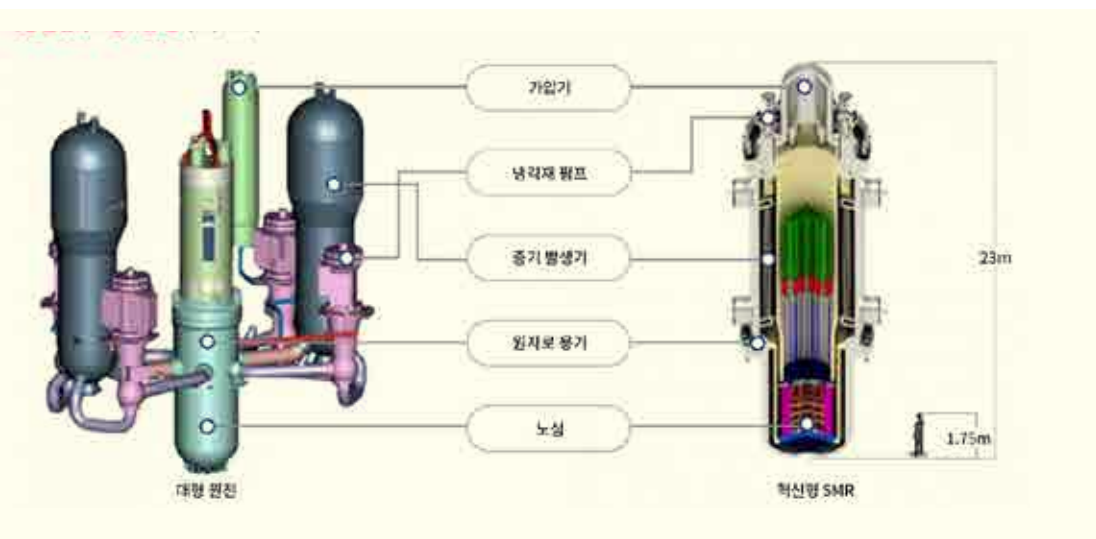 가압기
냉각재 펌프
증기 발생기
원자로 용기
노심
23m
1.75m
대형 원전
혁신형 SMR